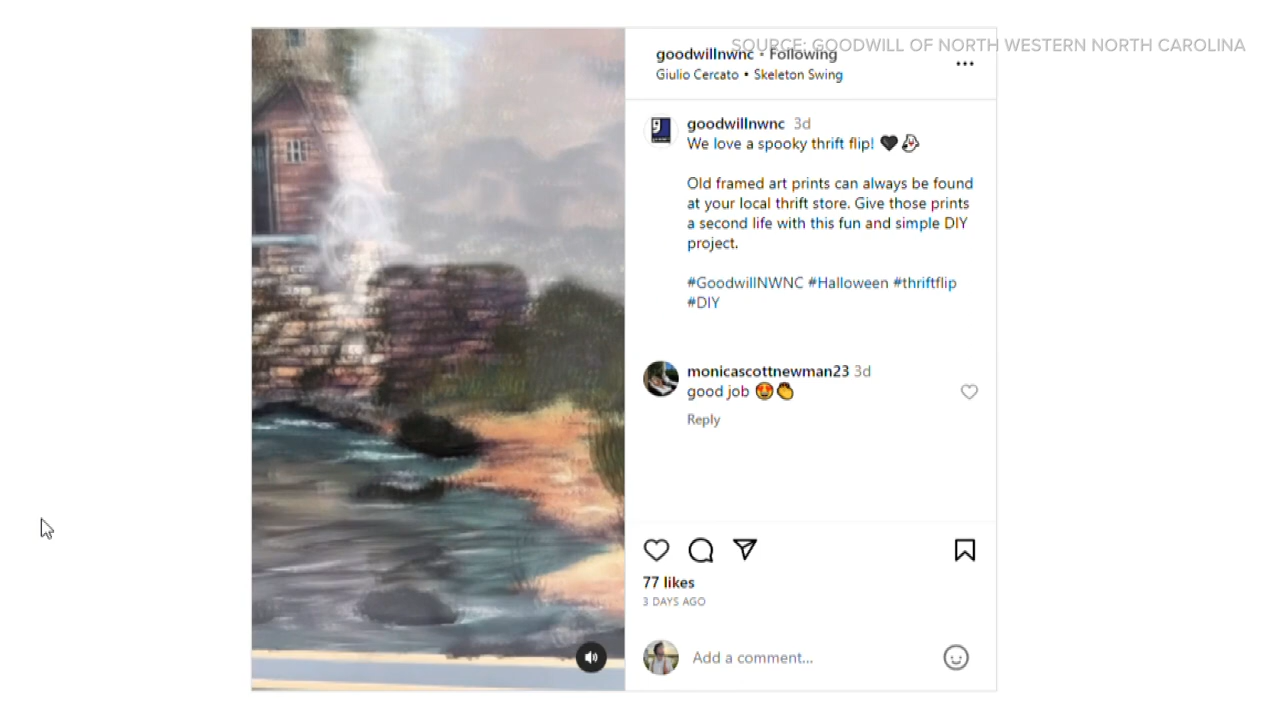 SOURCE: GOODWILL OF NORTH WESTERN NORTH CAROLINA
goodwillnwnc • Following
Giulio Cercato • Skeleton Swing
goodwillnwnc 3d
We love a spooky thrift flip! 🖤👻
Old framed art prints can always be found
at your local thrift store. Give those prints
a second life with this fun and simple DIY
project.
#GoodwillNWNC #Halloween #thriftflip
#DIY
monicascottnewman23 3d
good job 😍👏
Reply
77 likes
3 DAYS AGO
Add a comment...